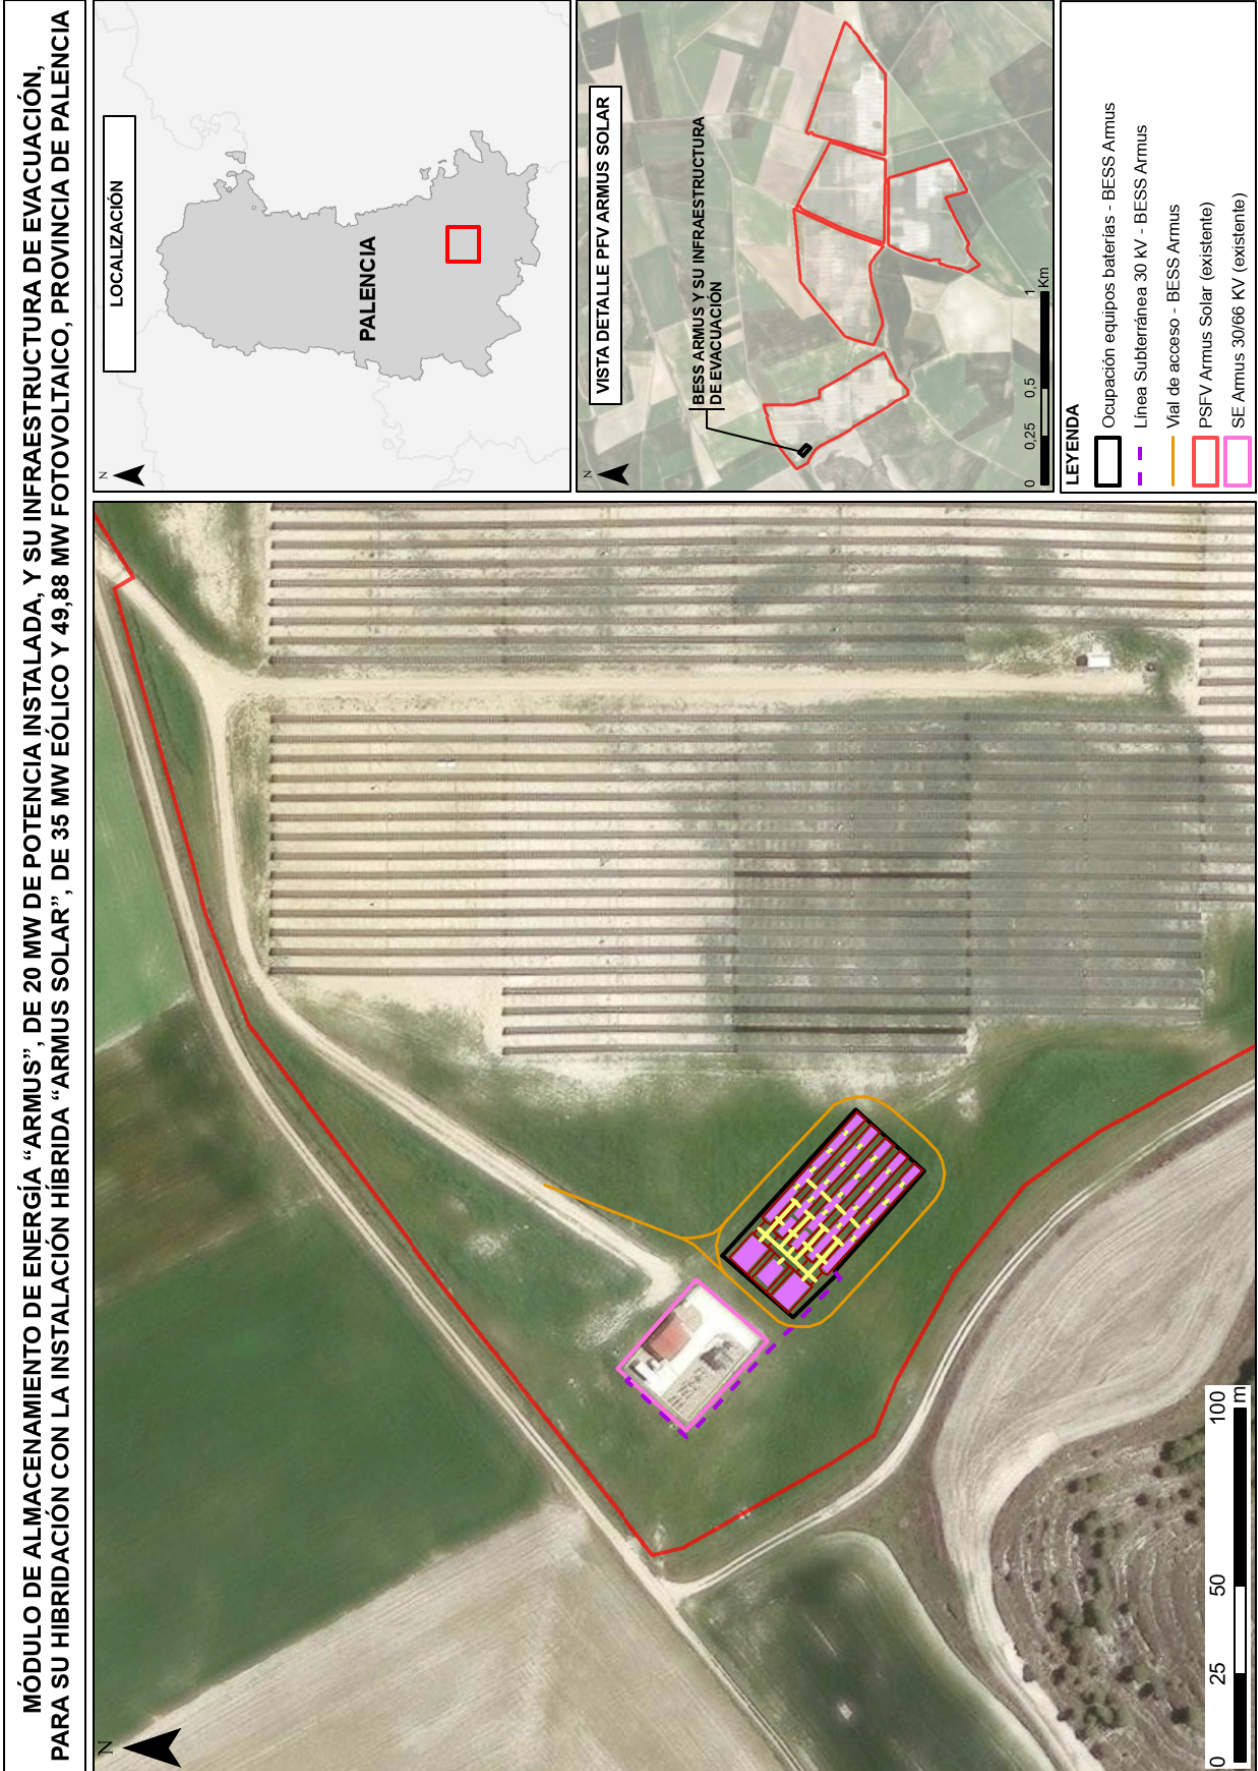 MÓDULO DE ALMACENAMIENTO DE ENERGÍA “ARMUS”, DE 20 MW DE POTENCIA INSTALADA, Y SU INFRAESTRUCTURA DE EVACUACIÓN,
PARA SU HIBRIDACIÓN CON LA INSTALACIÓN HÍBRIDA “ARMUS SOLAR”, DE 35 MW EÓLICO Y 49,88 MW FOTOVOLTAICO, PROVINCIA DE PALENCIA
N
0 25 50 100
m
LOCALIZACIÓN
N
PALENCIA
VISTA DETALLE PFV ARMUS SOLAR
N
BESS ARMUS Y SU INFRAESTRUCTURA
DE EVACUACIÓN
0 0,25 0,5 1 Km
LEYENDA
Ocupación equipos baterías - BESS Armus
Línea Subterránea 30 KV - BESS Armus
Vial de acceso - BESS Armus
PSFV Armus Solar (existente)
SE Armus 30/66 KV (existente)